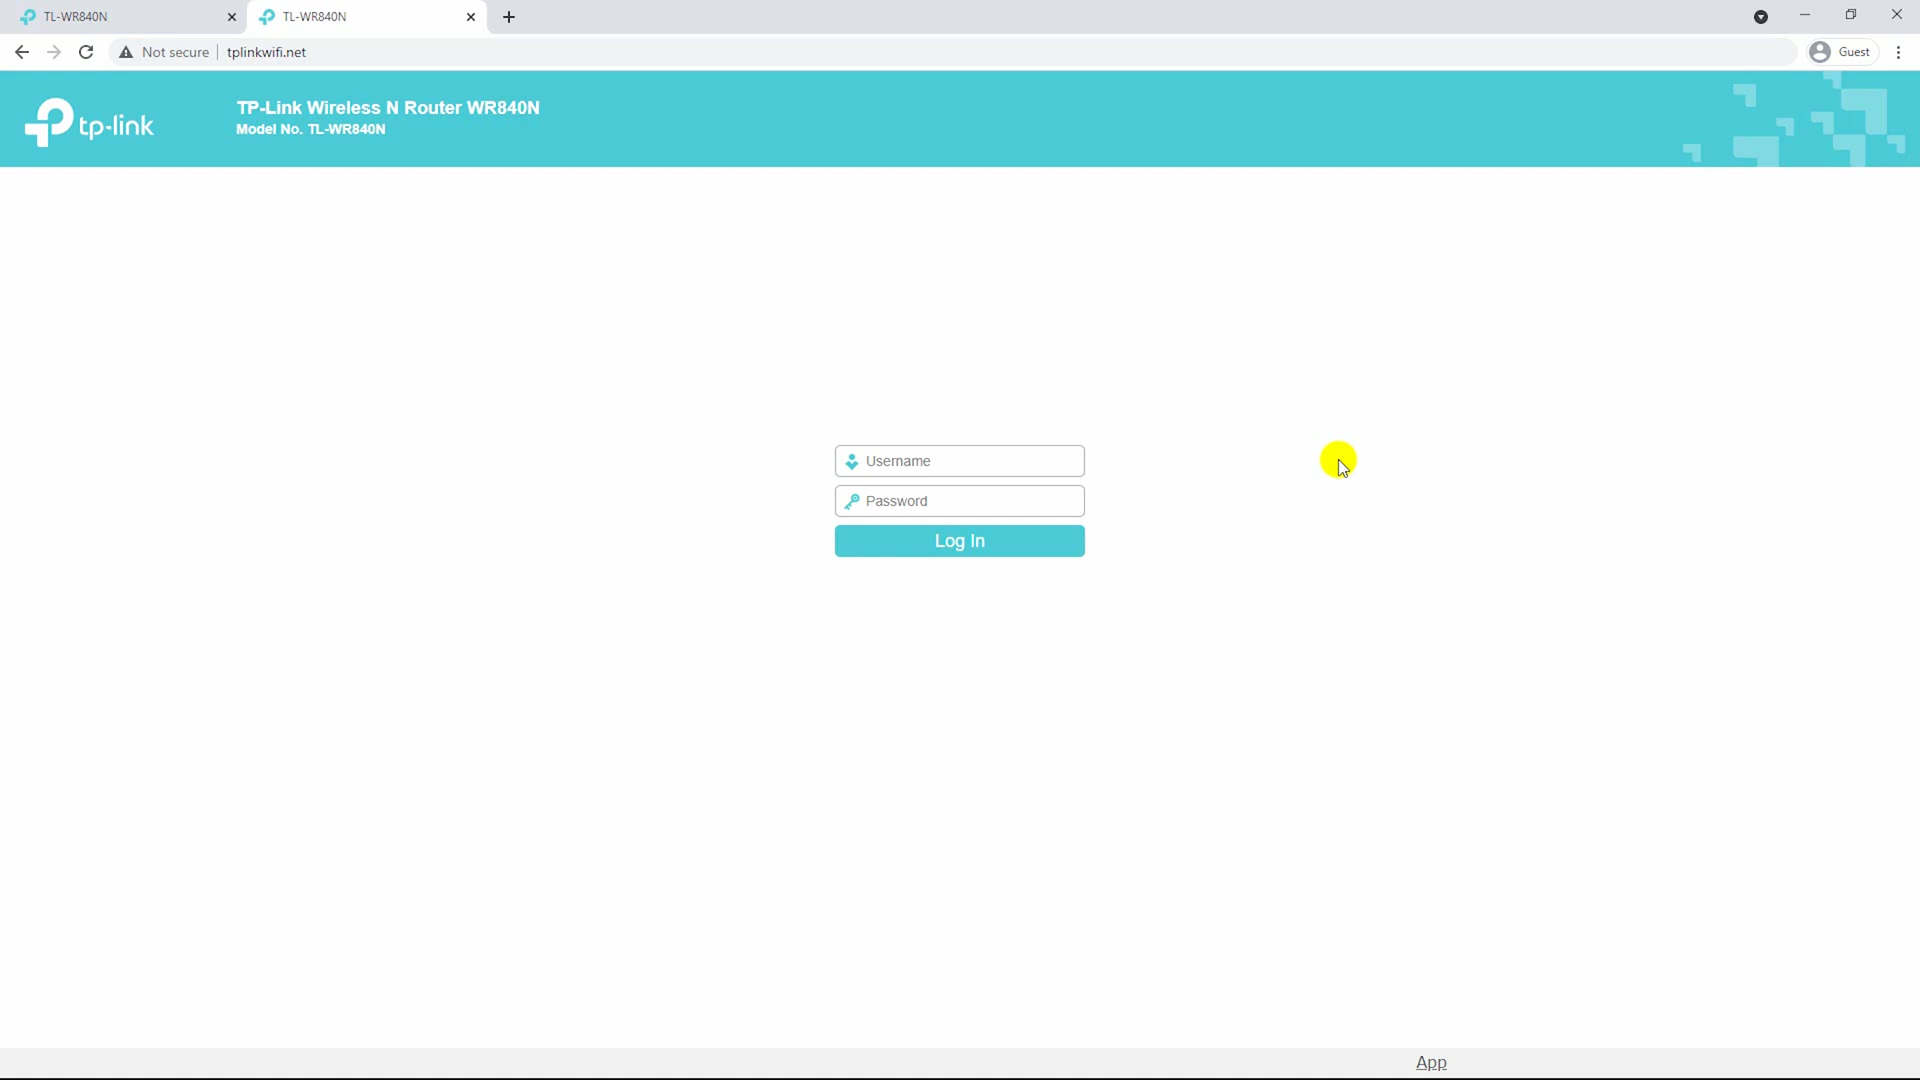 TL-WR840N
TL-WR840N
Not secure
tplinkwifi.net
Guest
tp-link
TP-Link Wireless N Router WR840N
Model No. TL-WR840N
Username
Password
Log In
App